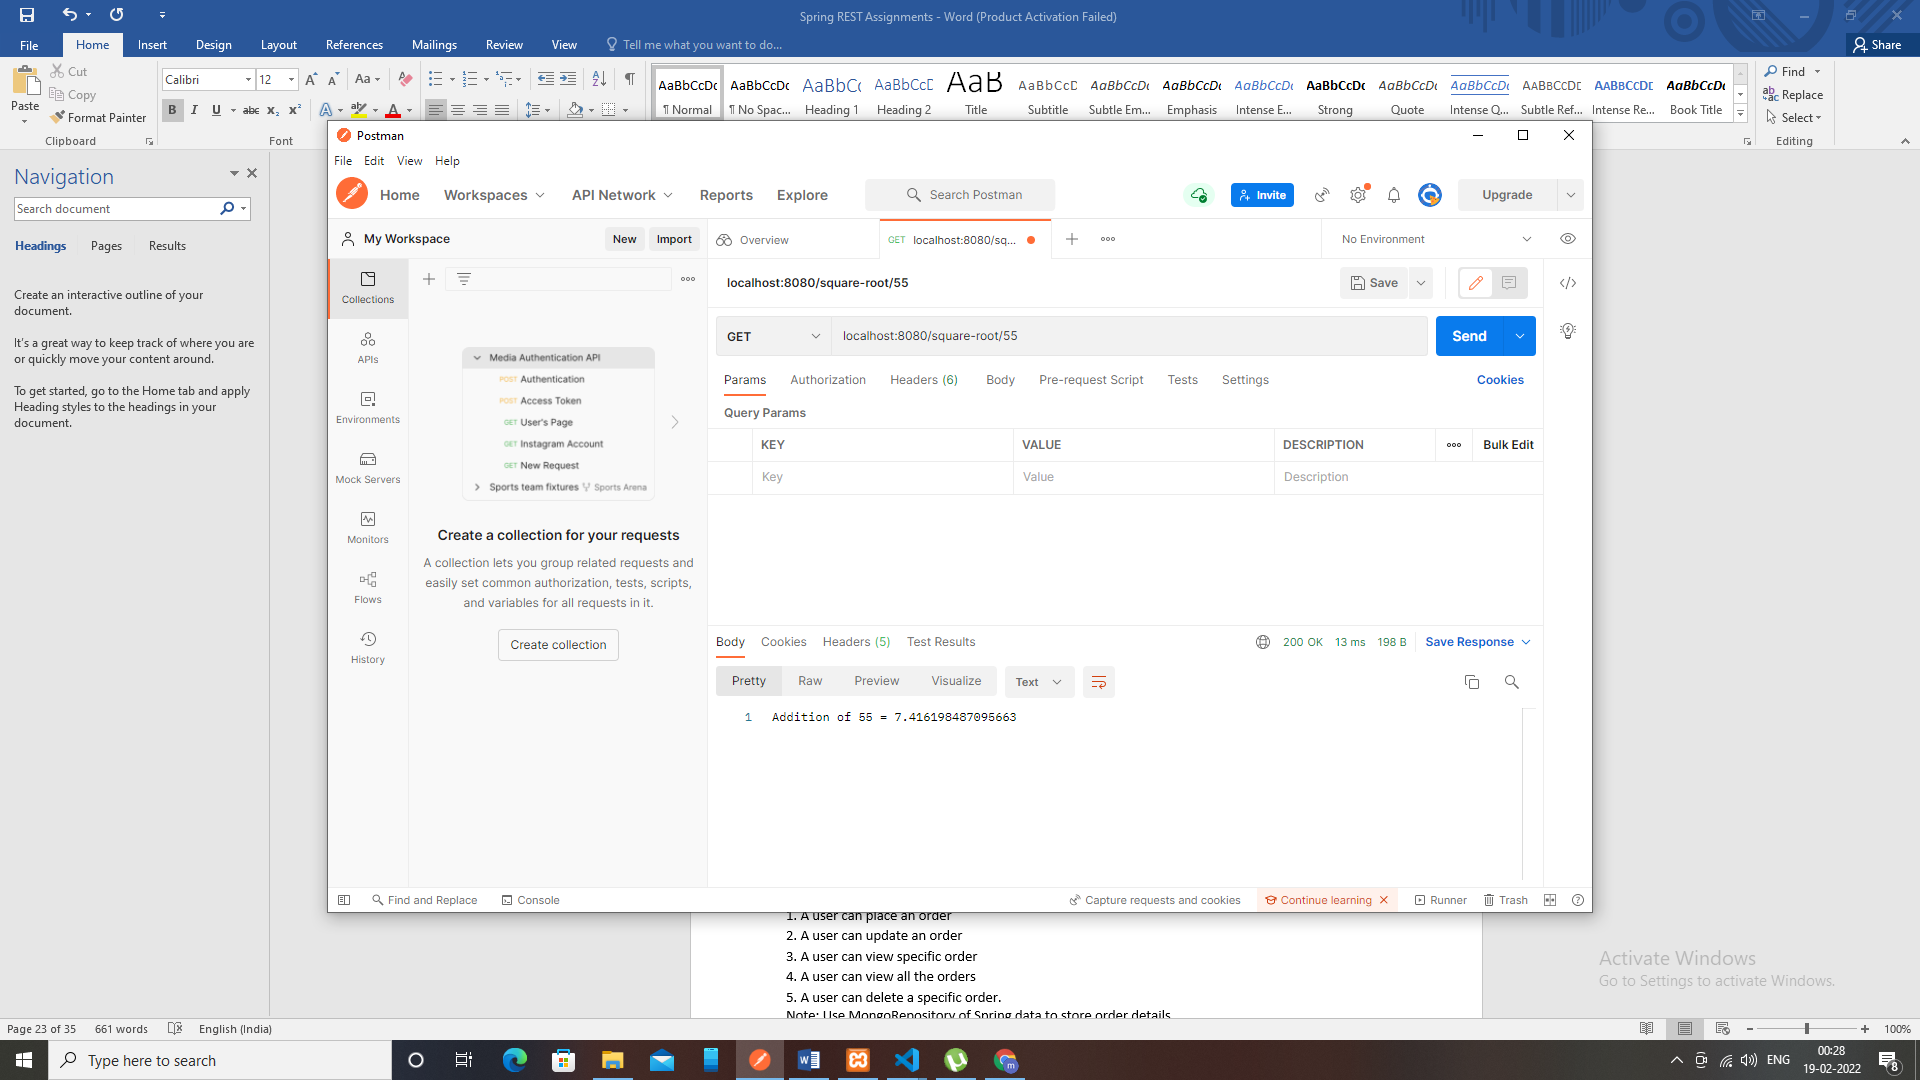 Spring REST Assignments - Word (Product Activation Failed)
File Home Insert Design Layout References Mailings Review View Tell me what you want to do... Share
Paste Cut Copy Format Painter
Calibri 12
AaBbCcDc AaBbCcDc AaBbCc AaBbCcD AaB AaBbCcD AaBbCcDc AaBbCcDc AaBbCcDc AaBbCcDc AaBbCcDc AaBbCcDc AABBCCDD AABBCCDE AaBbCcDc
¶ Normal ¶ No Spac... Heading 1 Heading 2 Title Subtitle Subtle Em... Emphasis Intense E... Strong Quote Intense Q... Subtle Ref... Intense Re... Book Title
Find Replace Select
Clipboard Font Editing
Navigation
Search document
Headings Pages Results
Create an interactive outline of your
document.
It's a great way to keep track of where you are
or quickly move your content around.
To get started, go to the Home tab and apply
Heading styles to the headings in your
document.
Postman
File Edit View Help
Home Workspaces API Network Reports Explore Search Postman Invite Upgrade
My Workspace New Import Overview GET localhost:8080/sq... No Environment
Collections
APIs
Environments
Mock Servers
Monitors
Flows
History
Media Authentication API
POST Authentication
POST Access Token
GET User's Page
GET Instagram Account
GET New Request
Sports team fixtures Sports Arena
Create a collection for your requests
A collection lets you group related requests and
easily set common authorization, tests, scripts,
and variables for all requests in it.
Create collection
localhost:8080/square-root/55 Save
GET localhost:8080/square-root/55 Send
Params Authorization Headers (6) Body Pre-request Script Tests Settings Cookies
Query Params
KEY VALUE DESCRIPTION Bulk Edit
Key Value Description
Body Cookies Headers (5) Test Results 200 OK 13 ms 198 B Save Response
Pretty Raw Preview Visualize Text
1 Addition of 55 = 7.416198487095663
Find and Replace Console Capture requests and cookies Continue learning Runner Trash
1. A user can place an order
2. A user can update an order
3. A user can view specific order
4. A user can view all the orders
5. A user can delete a specific order.
Note: Use MongoRepository of Spring data to store order details
Activate Windows
Go to Settings to activate Windows.
Page 23 of 35 661 words English (India) 100%
Type here to search
ENG 00:28
19-02-2022 8